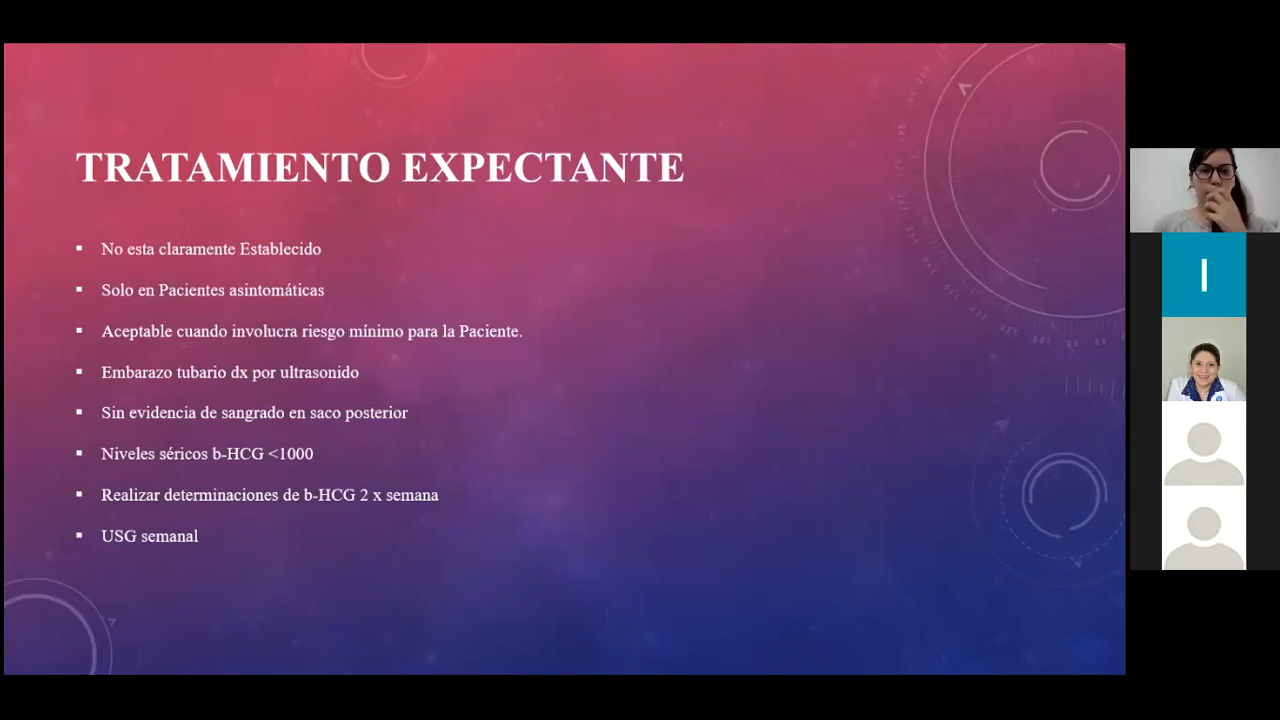 TRATAMIENTO EXPECTANTE
▪ No esta claramente Establecido
▪ Solo en Pacientes asintomáticas
▪ Aceptable cuando involucra riesgo mínimo para la Paciente.
▪ Embarazo tubario dx por ultrasonido
▪ Sin evidencia de sangrado en saco posterior
▪ Niveles séricos b-HCG <1000
▪ Realizar determinaciones de b-HCG 2 x semana
▪ USG semanal
I